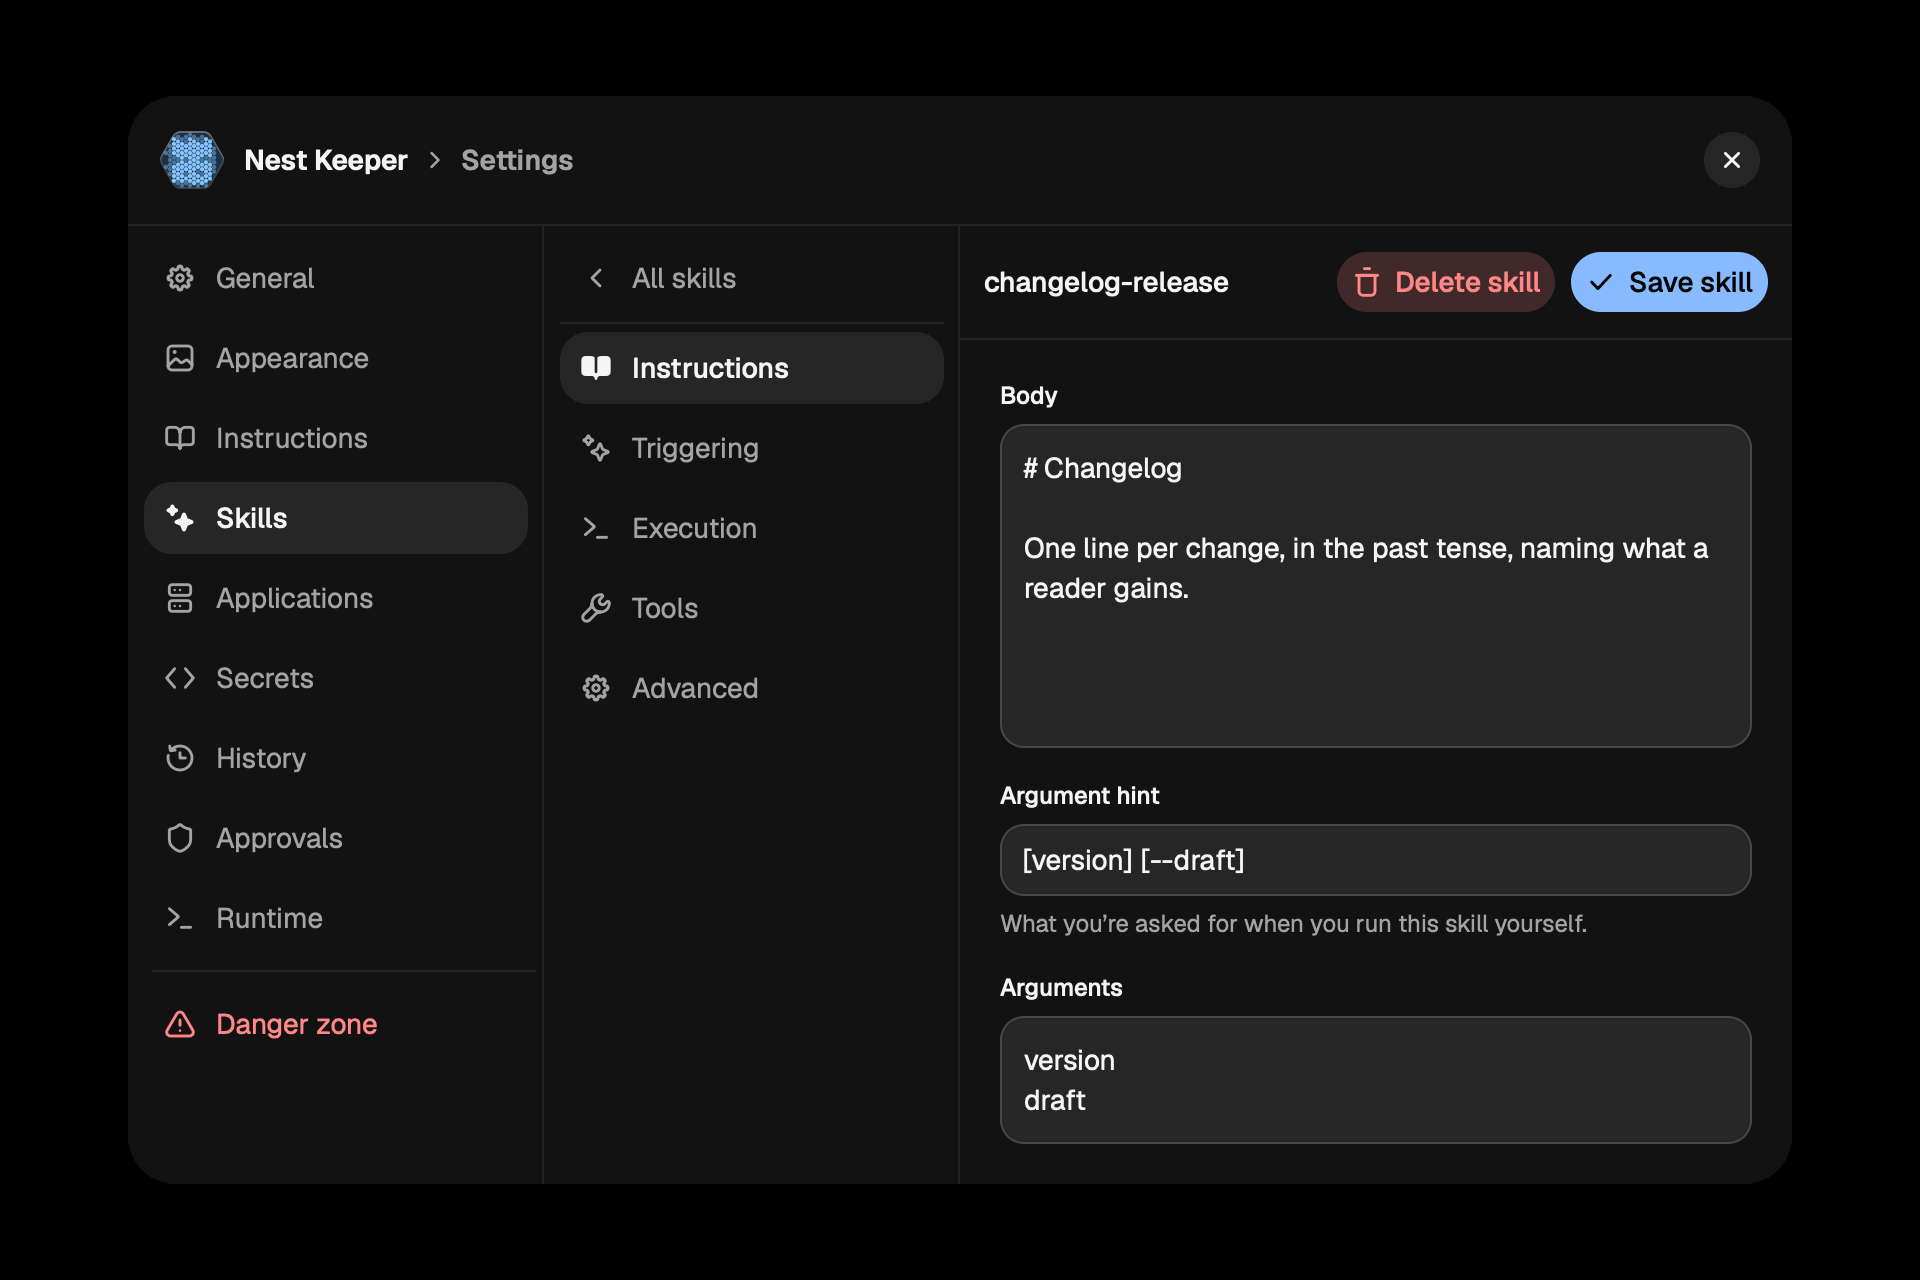 Nest Keeper > Settings
General
Appearance
Instructions
Skills
Applications
Secrets
History
Approvals
Runtime
Danger zone
All skills
Instructions
Triggering
Execution
Tools
Advanced
changelog-release
Delete skill
Save skill
Body
# Changelog
One line per change, in the past tense, naming what a
reader gains.
Argument hint
[version] [--draft]
What you’re asked for when you run this skill yourself.
Arguments
version
draft